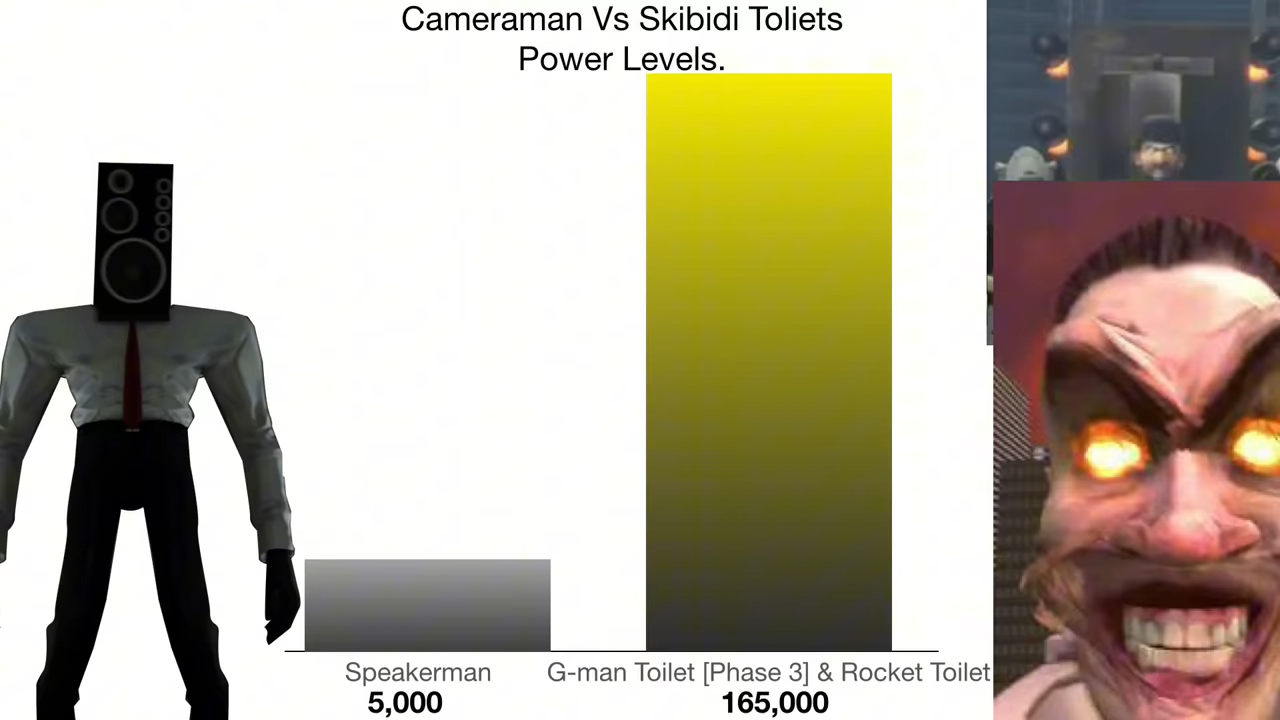 Cameraman Vs Skibidi Toliets
Power Levels.
Speakerman
5,000
G-man Toilet [Phase 3] & Rocket Toilet
165,000